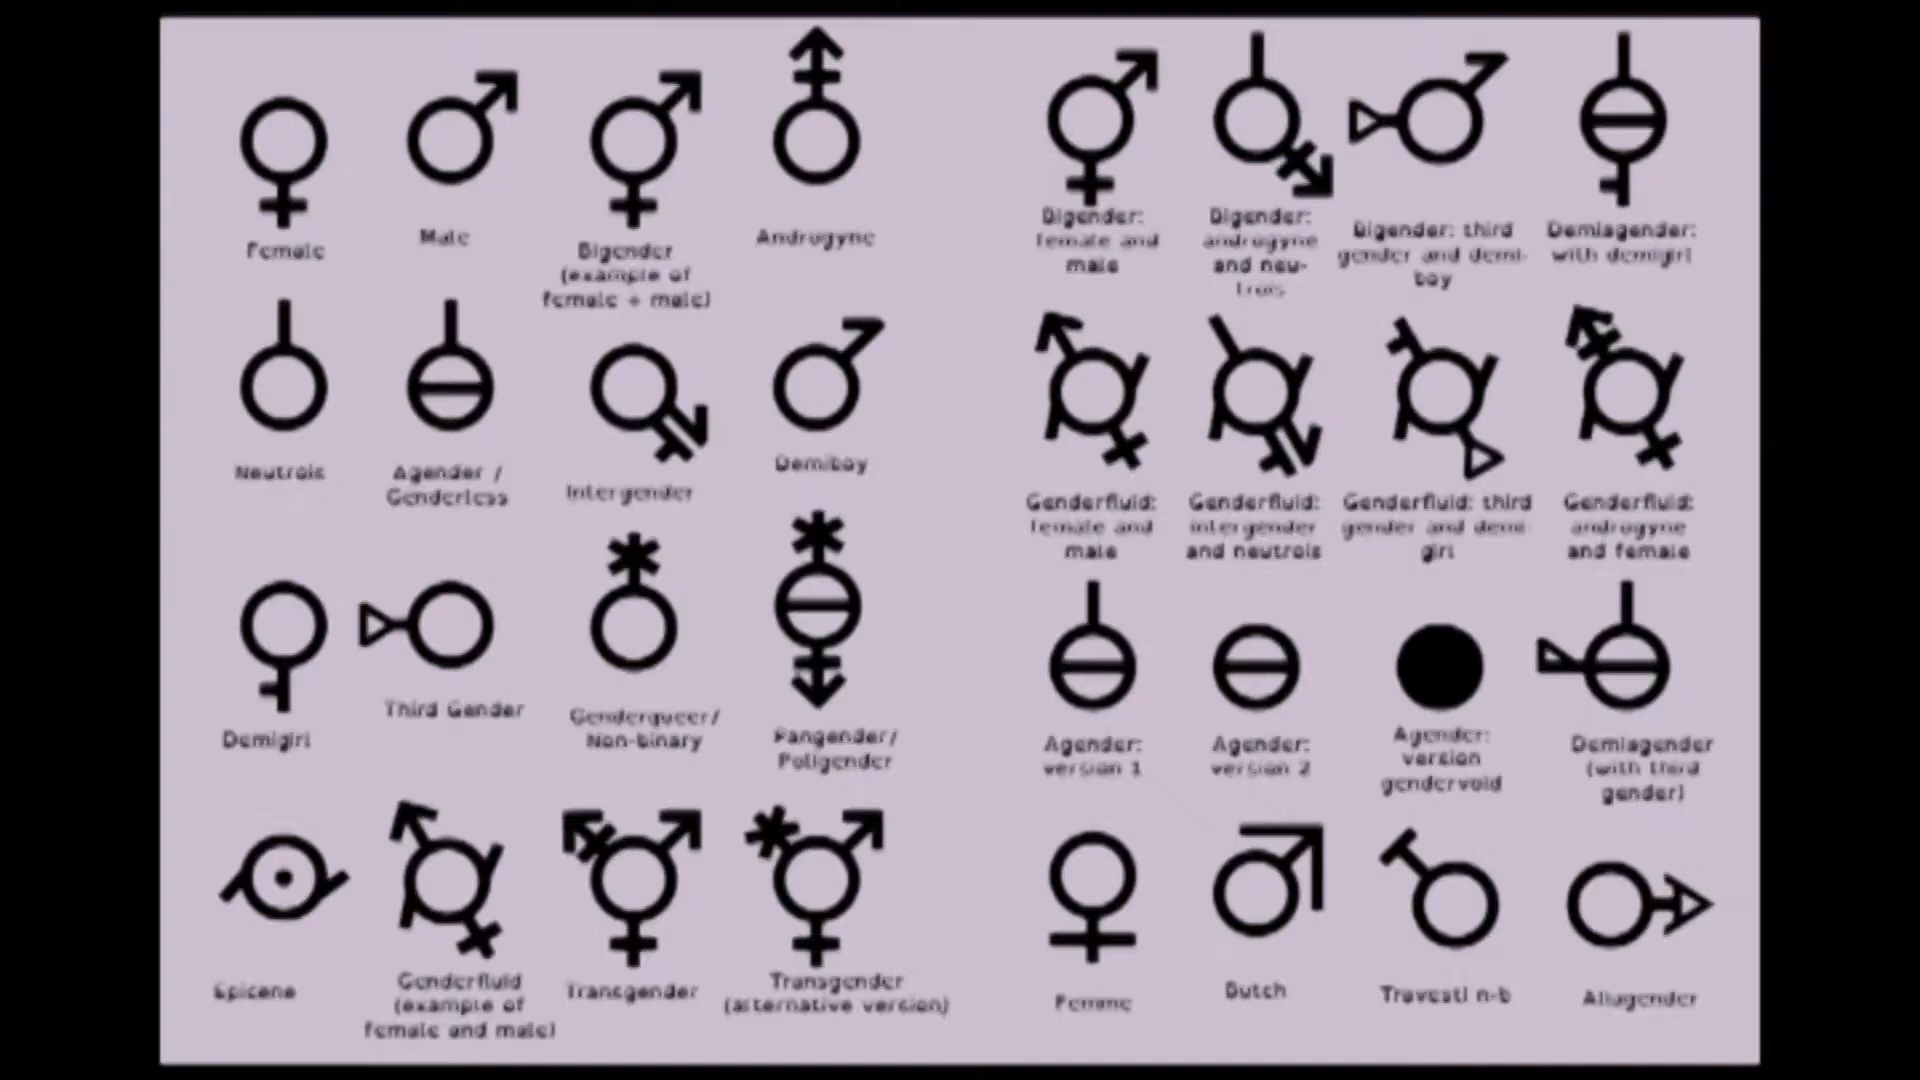 Female
Male
Bigender
(example of
female + male)
Androgyne
Bigender:
female and
male
Bigender:
androgyne
and neu-
trois
Bigender: third
gender and demi-
boy
Demiagender:
with demigirl
Neutrois
Agender /
Genderless
Intergender
Demiboy
Genderfluid:
female and
male
Genderfluid:
intergender
and neutrois
Genderfluid: third
gender and demi
girl
Genderfluid:
androgyne
and female
Demigirl
Third Gender
Genderqueer/
Non-binary
Pangender/
Poligender
Agender:
version 1
Agender:
version 2
Agender:
version
gendervoid
Demiagender
(with third
gender)
Epicene
Genderfluid
(example of
female and male)
Transgender
Transgender
(alternative version)
Femme
Butch
Travesti n-b
Aliagender